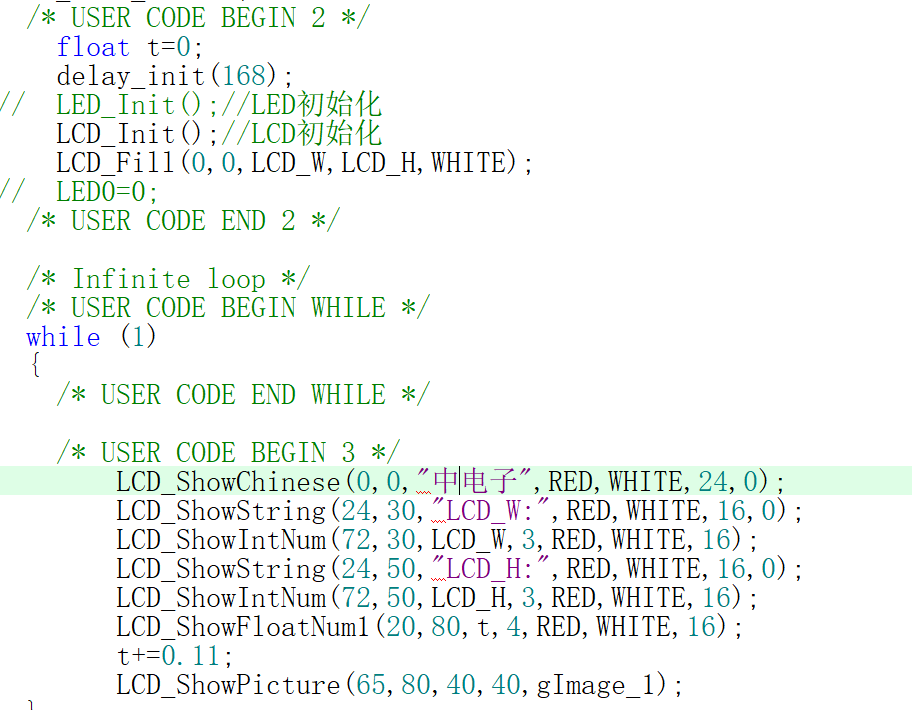 /* USER CODE BEGIN 2 */
float t=0;
delay_init(168);
// LED_Init();//LED初始化
LCD_Init();//LCD初始化
LCD_Fill(0,0,LCD_W,LCD_H,WHITE);
// LED0=0;
/* USER CODE END 2 */
/* Infinite loop */
/* USER CODE BEGIN WHILE */
while (1)
{
/* USER CODE END WHILE */
/* USER CODE BEGIN 3 */
LCD_ShowChinese(0,0,"中电子",RED,WHITE,24,0);
LCD_ShowString(24,30,"LCD_W:",RED,WHITE,16,0);
LCD_ShowIntNum(72,30,LCD_W,3,RED,WHITE,16);
LCD_ShowString(24,50,"LCD_H:",RED,WHITE,16,0);
LCD_ShowIntNum(72,50,LCD_H,3,RED,WHITE,16);
LCD_ShowFloatNum1(20,80,t,4,RED,WHITE,16);
t+=0.11;
LCD_ShowPicture(65,80,40,40,gImage_1);
}